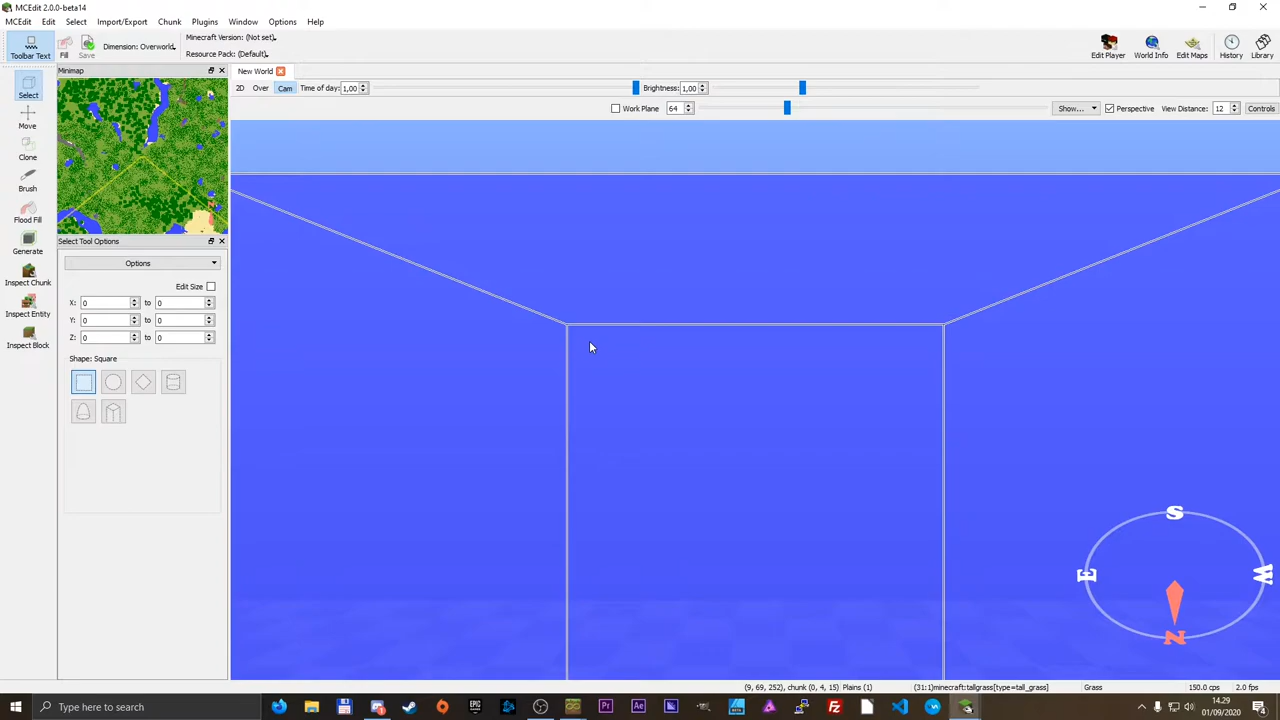 MCEdit 2.0.0-beta14
MCEdit Edit Select Import/Export Chunk Plugins Window Options Help
Toolbar Text
Fill
Save
Dimension: Overworld
Minecraft Version: (Not set)
Resource Pack: (Default)
Edit Player
World Info
Edit Maps
History
Library
Minimap
New World
2D Over Cam Time of day: 1,00 Brightness: 1,00
Work Plane 64 Show... Perspective View Distance: 12 Controls
Select
Move
Clone
Brush
Flood Fill
Generate
Inspect Chunk
Inspect Entity
Inspect Block
Select Tool Options
Options
Edit Size
X: 0 to 0
Y: 0 to 0
Z: 0 to 0
Shape: Square
S
E
W
N
(9, 69, 252), chunk (0, 4, 15) Plains (1) (31:1)minecraft:tallgrass[type=tall_grass] Grass 150.0 cps 2.0 fps
Type here to search
14.29
01/09/2020